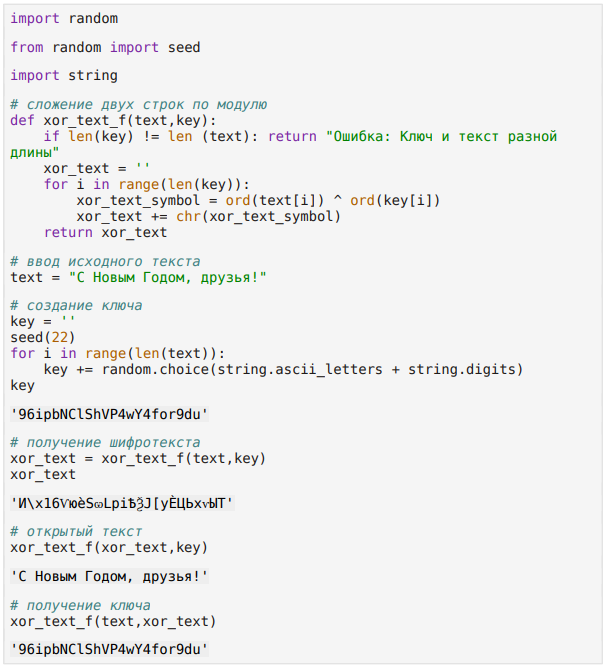 import random
from random import seed
import string
# сложение двух строк по модулю
def xor_text_f(text,key):
    if len(key) != len (text): return "Ошибка: Ключ и текст разной
длины"
    xor_text = ''
    for i in range(len(key)):
        xor_text_symbol = ord(text[i]) ^ ord(key[i])
        xor_text += chr(xor_text_symbol)
    return xor_text
# ввод исходного текста
text = "С Новым Годом, друзья!"
# создание ключа
key = ''
seed(22)
for i in range(len(text)):
    key += random.choice(string.ascii_letters + string.digits)
key
'96ipbNClShVP4wY4for9du'
# получение шифротекста
xor_text = xor_text_f(text,key)
xor_text
# открытый текст
xor_text_f(xor_text,key)
'С Новым Годом, друзья!'
# получение ключа
xor_text_f(text,xor_text)
'96ipbNClShVP4wY4for9du'